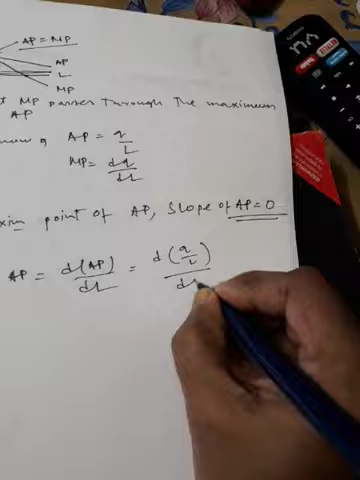 AP = MP
AP
L
MP
MP passes through the maximum
AP
AP = q/L
MP = dq/dL
point of AP, Slope of AP = 0
AP = d(AP)/dL = d(q/L)/dL